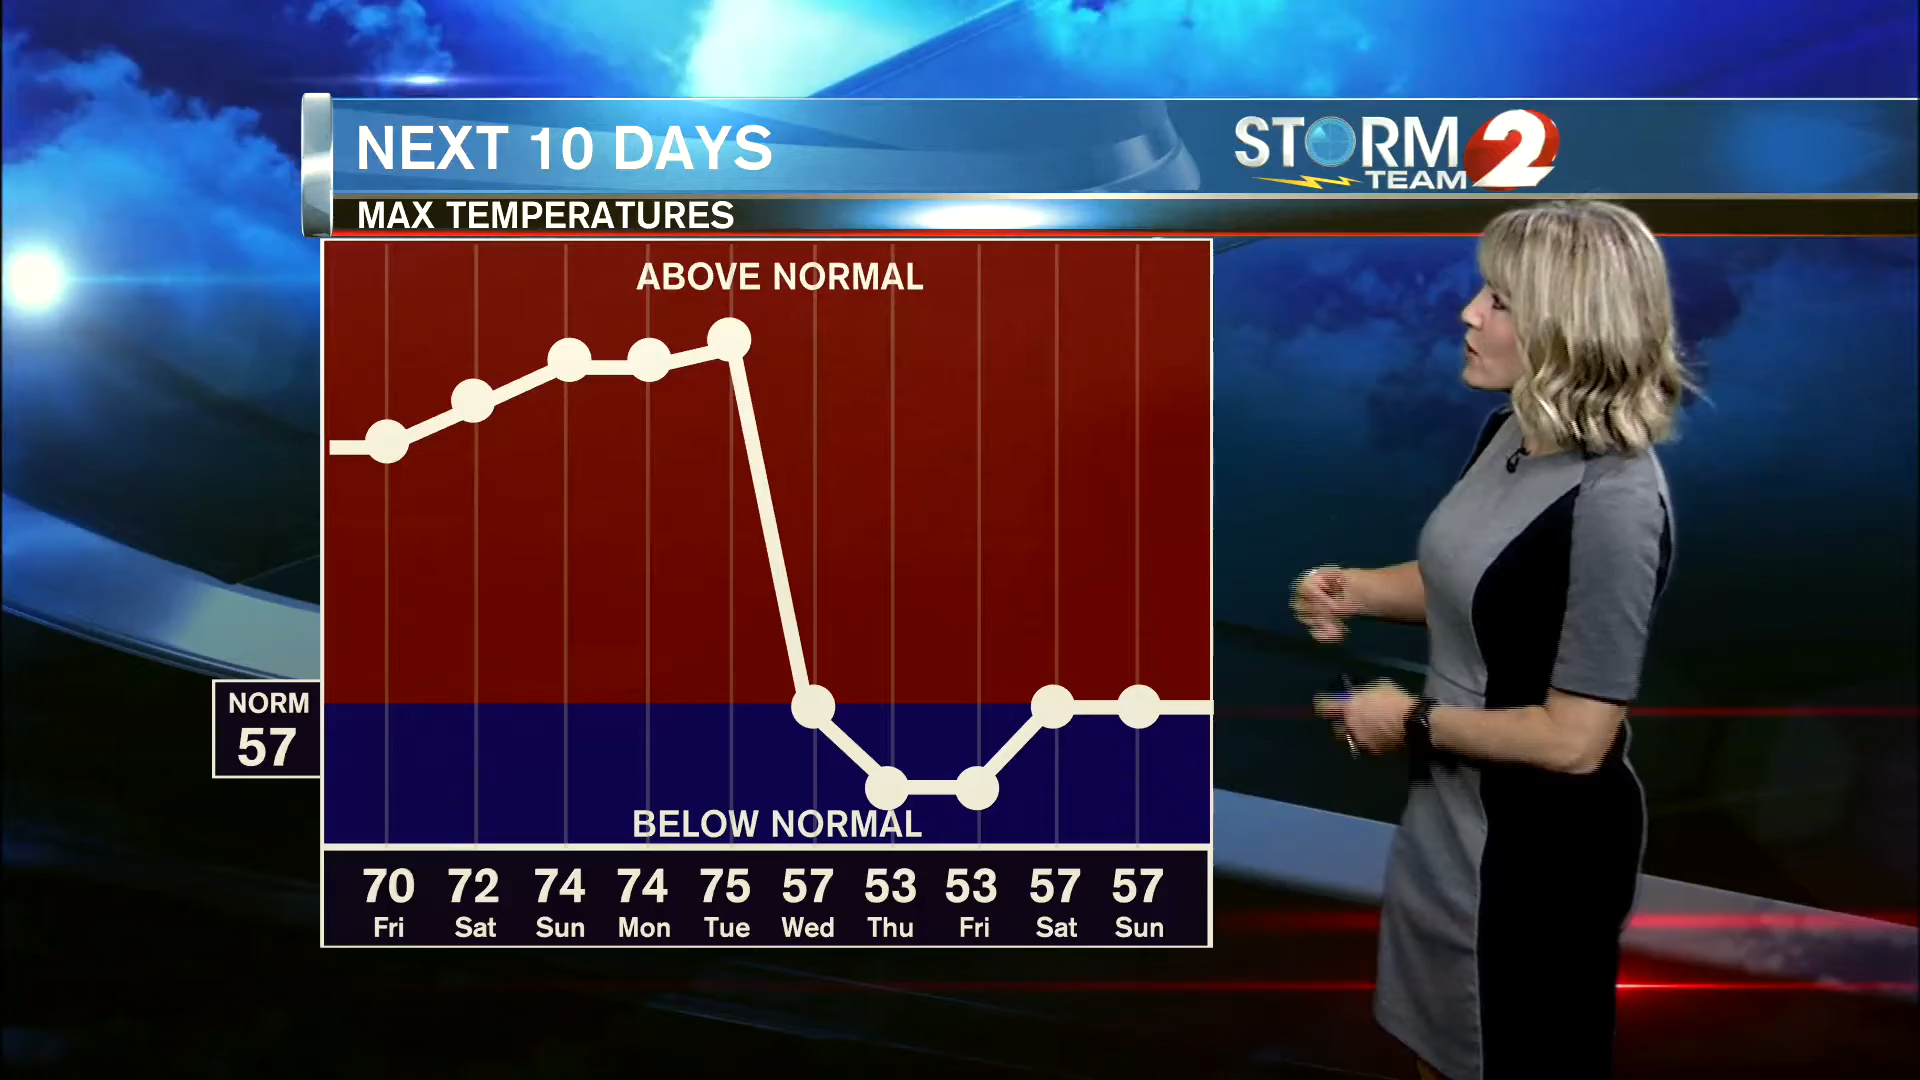 NEXT 10 DAYS
STORM
TEAM 2
MAX TEMPERATURES
ABOVE NORMAL
NORM
57
BELOW NORMAL
70 72 74 74 75 57 53 53 57 57
Fri Sat Sun Mon Tue Wed Thu Fri Sat Sun